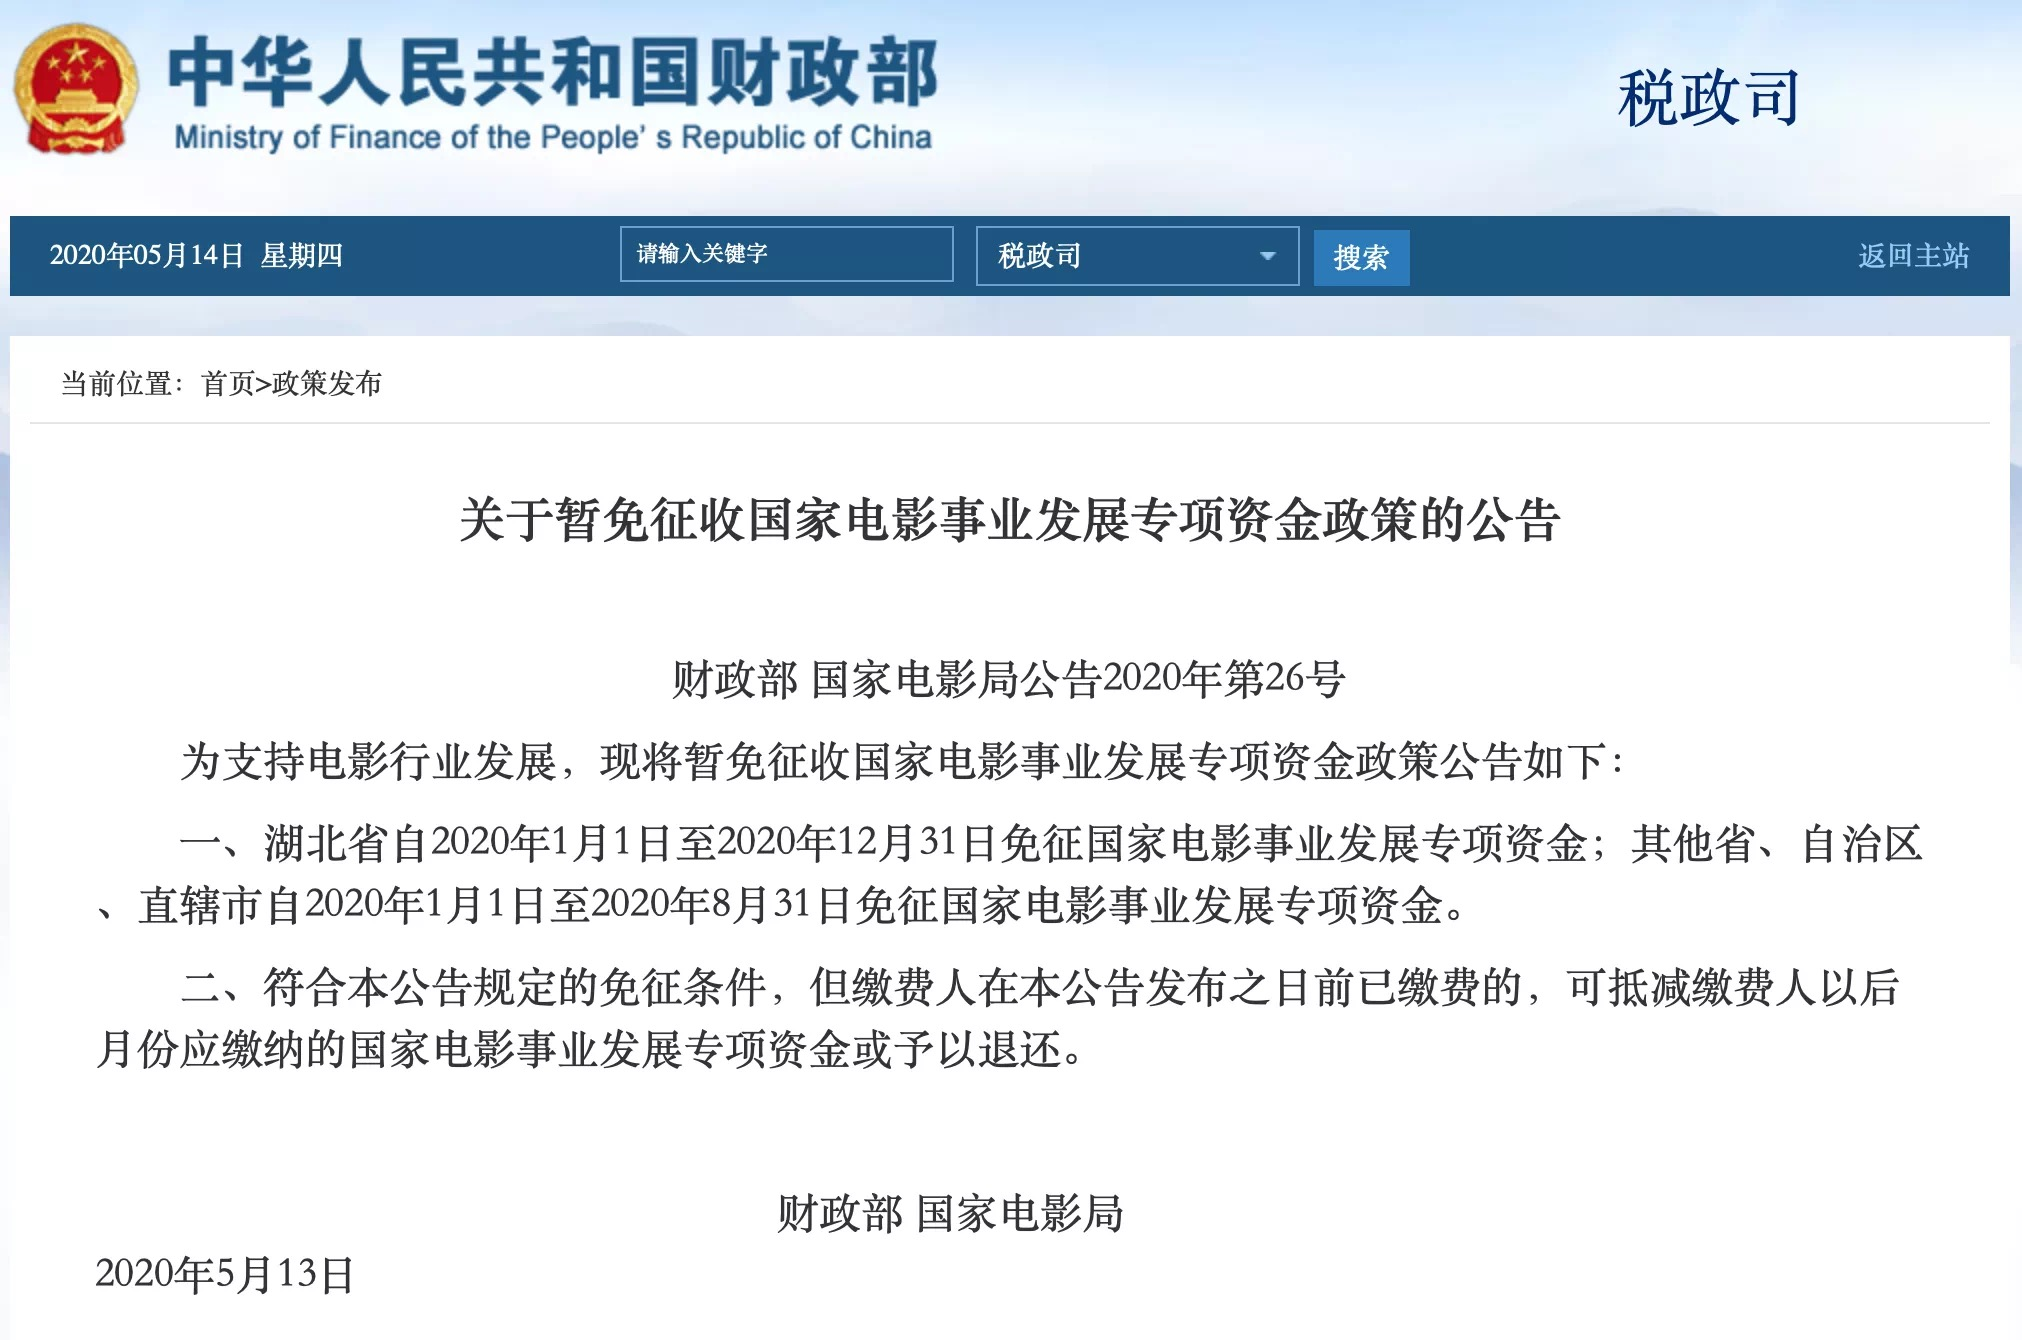 中华人民共和国财政部
Ministry of Finance of the People' s Republic of China
税政司
2020年05月14日 星期四
请输入关键字
税政司
搜索
返回主站
当前位置：首页>政策发布
关于暂免征收国家电影事业发展专项资金政策的公告
财政部 国家电影局公告2020年第26号
为支持电影行业发展，现将暂免征收国家电影事业发展专项资金政策公告如下：
一、湖北省自2020年1月1日至2020年12月31日免征国家电影事业发展专项资金；其他省、自治区
、直辖市自2020年1月1日至2020年8月31日免征国家电影事业发展专项资金。
二、符合本公告规定的免征条件，但缴费人在本公告发布之日前已缴费的，可抵减缴费人以后
月份应缴纳的国家电影事业发展专项资金或予以退还。
财政部 国家电影局
2020年5月13日